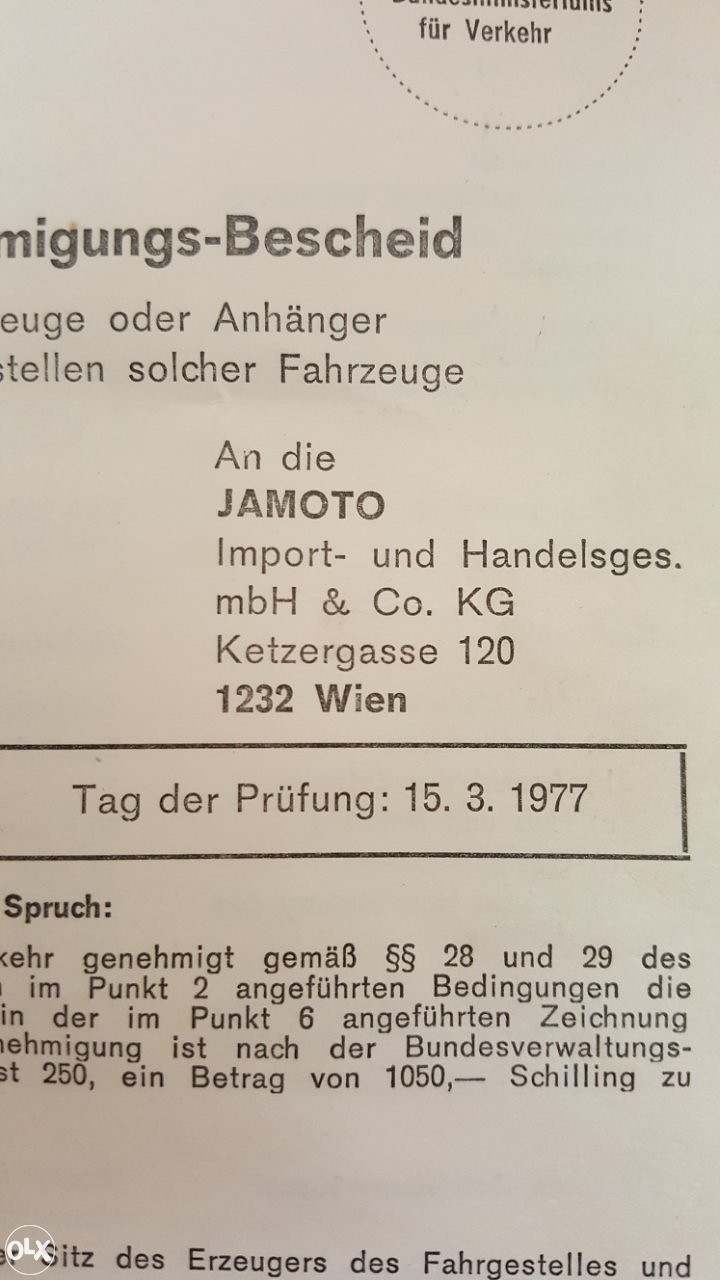 Bundesministeriums
für Verkehr
migungs-Bescheid
euge oder Anhänger
stellen solcher Fahrzeuge
An die
JAMOTO
Import- und Handelsges.
mbH & Co. KG
Ketzergasse 120
1232 Wien
Tag der Prüfung: 15. 3. 1977
Spruch:
kehr genehmigt gemäß §§ 28 und 29 des
im Punkt 2 angeführten Bedingungen die
in der im Punkt 6 angeführten Zeichnung
nehmigung ist nach der Bundesverwaltungs-
st 250, ein Betrag von 1050,— Schilling zu
Sitz des Erzeugers des Fahrgestelles und
OLX